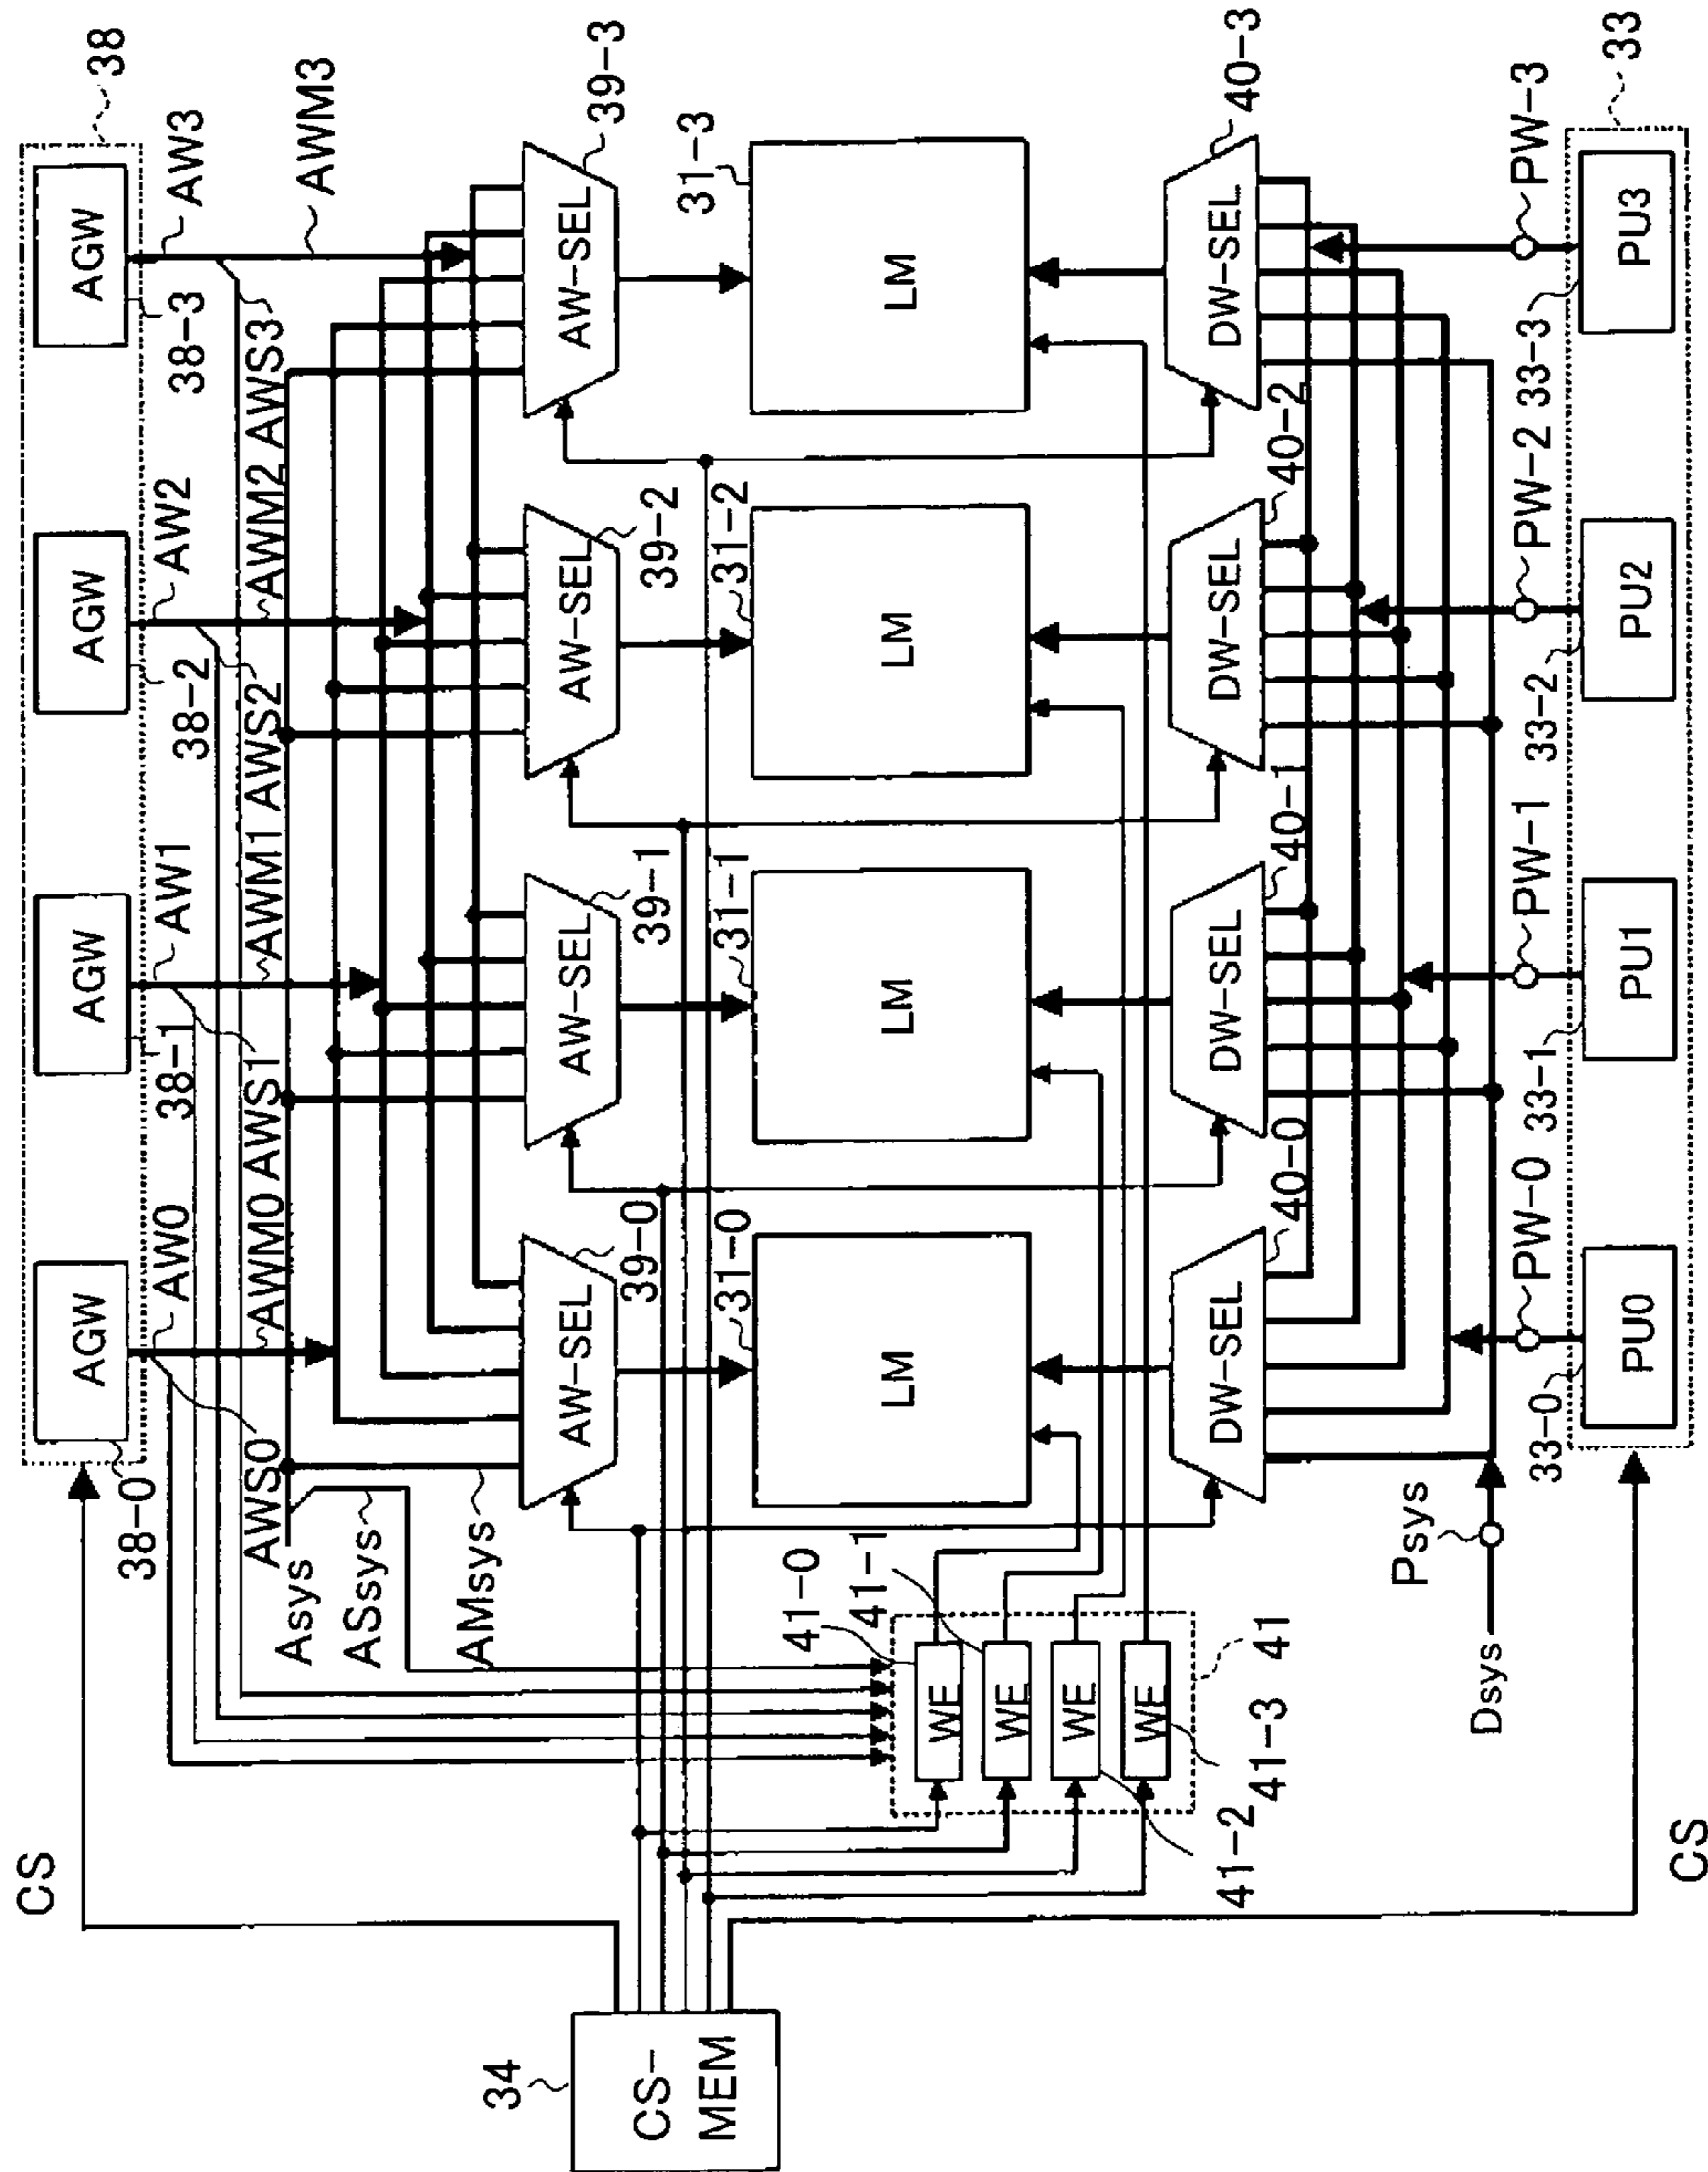 CS
38
AGW
AGW
AGW
AGW
38-0
38-1
38-2
38-3
AW0
AW1
AW2
AW3
AWS0
AWM0
AWS1
AWM1
AWS2
AWM2
AWS3
AWM3
Asys
ASsys
AMsys
AW-SEL
AW-SEL
AW-SEL
AW-SEL
39-0
39-1
39-2
39-3
34
CS-
MEM
31-0
31-1
31-2
31-3
LM
LM
LM
LM
41-0
41-1
WE
WE
WE
WE
41
41-2
41-3
DW-SEL
DW-SEL
DW-SEL
DW-SEL
40-0
40-1
40-2
40-3
Psys
Dsys
PW-0
PW-1
PW-2
PW-3
33-0
33-1
33-2
33-3
PU0
PU1
PU2
PU3
33
CS